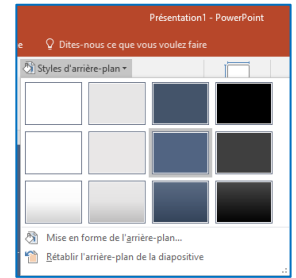 Présentation1 - PowerPoint
e Dites-nous ce que vous voulez faire
Styles d'arrière-plan
Mise en forme de l'arrière-plan...
Rétablir l'arrière-plan de la diapositive